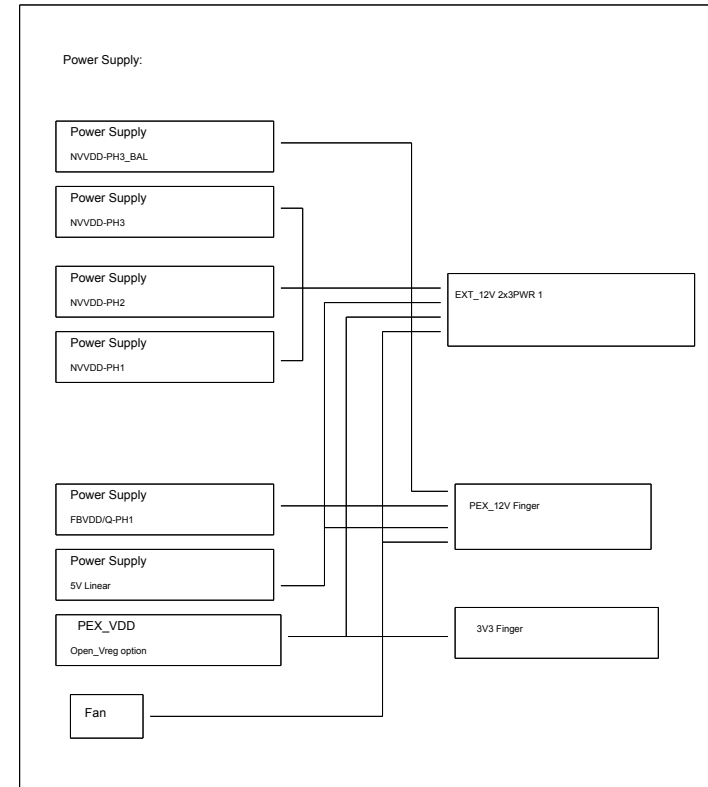 Power Supply:
Power Supply
NVVDD-PH3_BAL
Power Supply
NVVDD-PH3
Power Supply
NVVDD-PH2
EXT_12V 2x3PWR 1
Power Supply
NVVDD-PH1
Power Supply
FBVDD/Q-PH1
PEX_12V Finger
Power Supply
5V Linear
PEX_VDD
Open_Vreg option
3V3 Finger
Fan